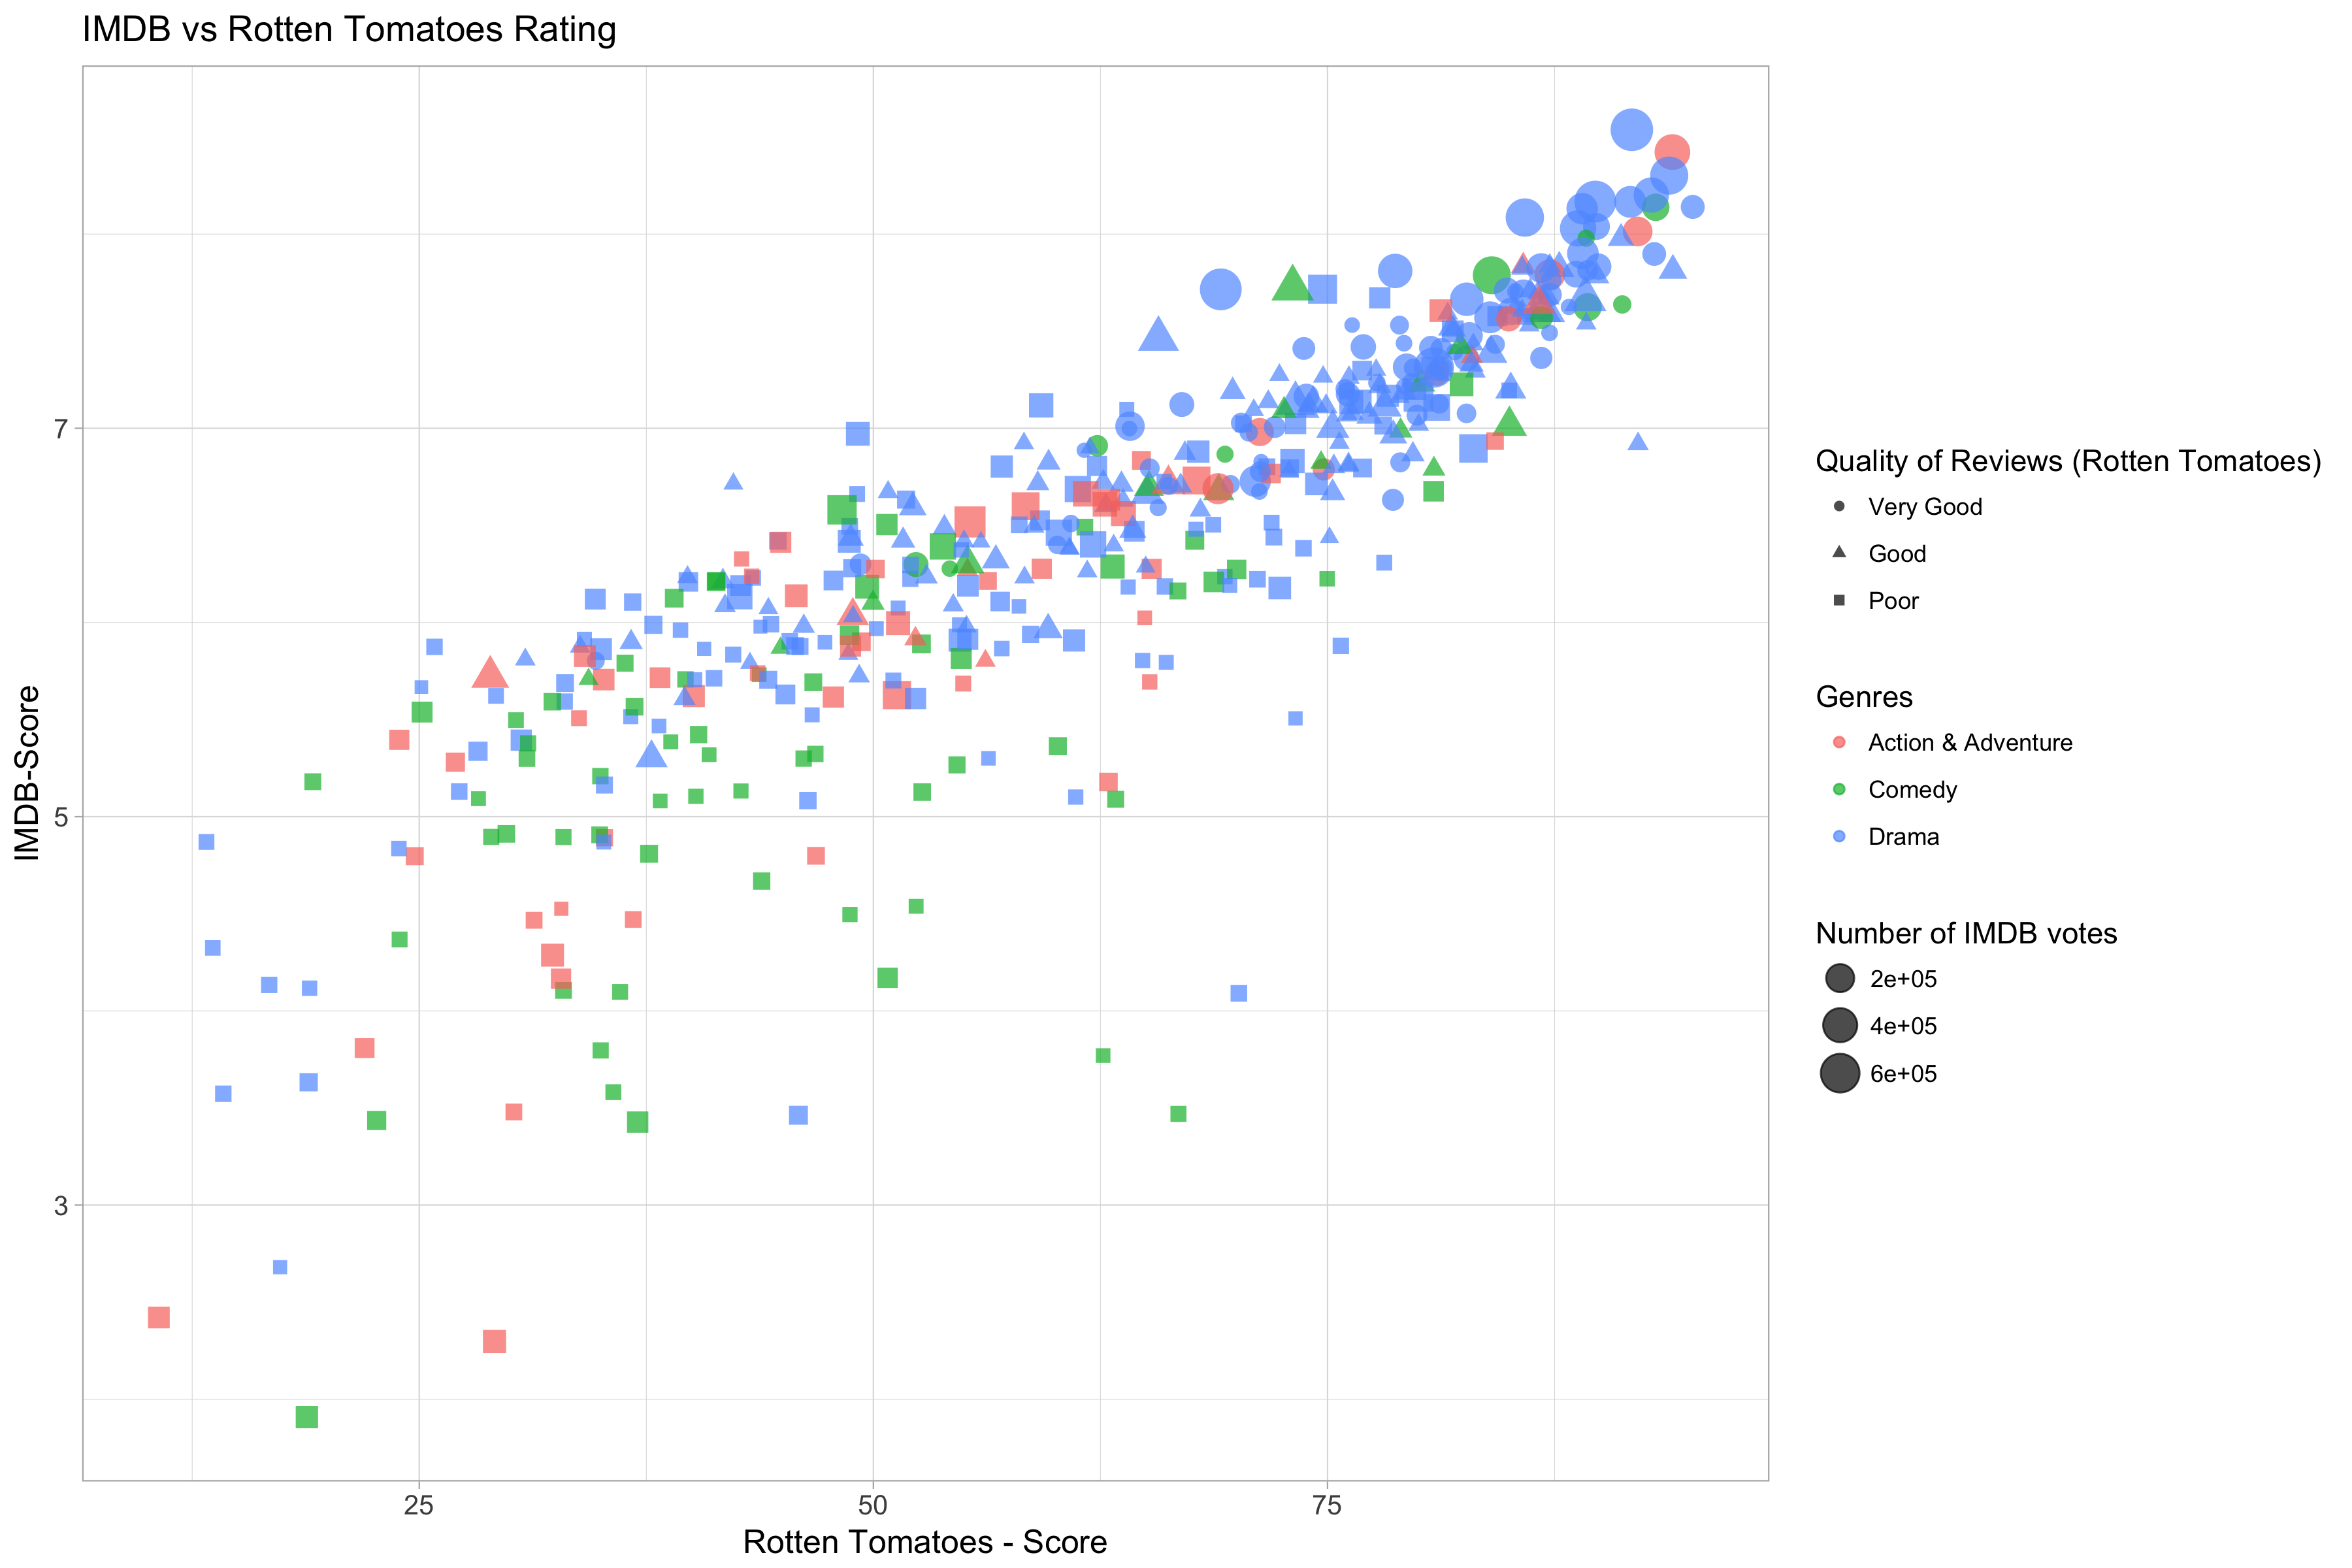 IMDB vs Rotten Tomatoes Rating
IMDB-Score
7
5
3
25
50
75
Rotten Tomatoes - Score
Quality of Reviews (Rotten Tomatoes)
Very Good
Good
Poor
Genres
Action & Adventure
Comedy
Drama
Number of IMDB votes
2e+05
4e+05
6e+05